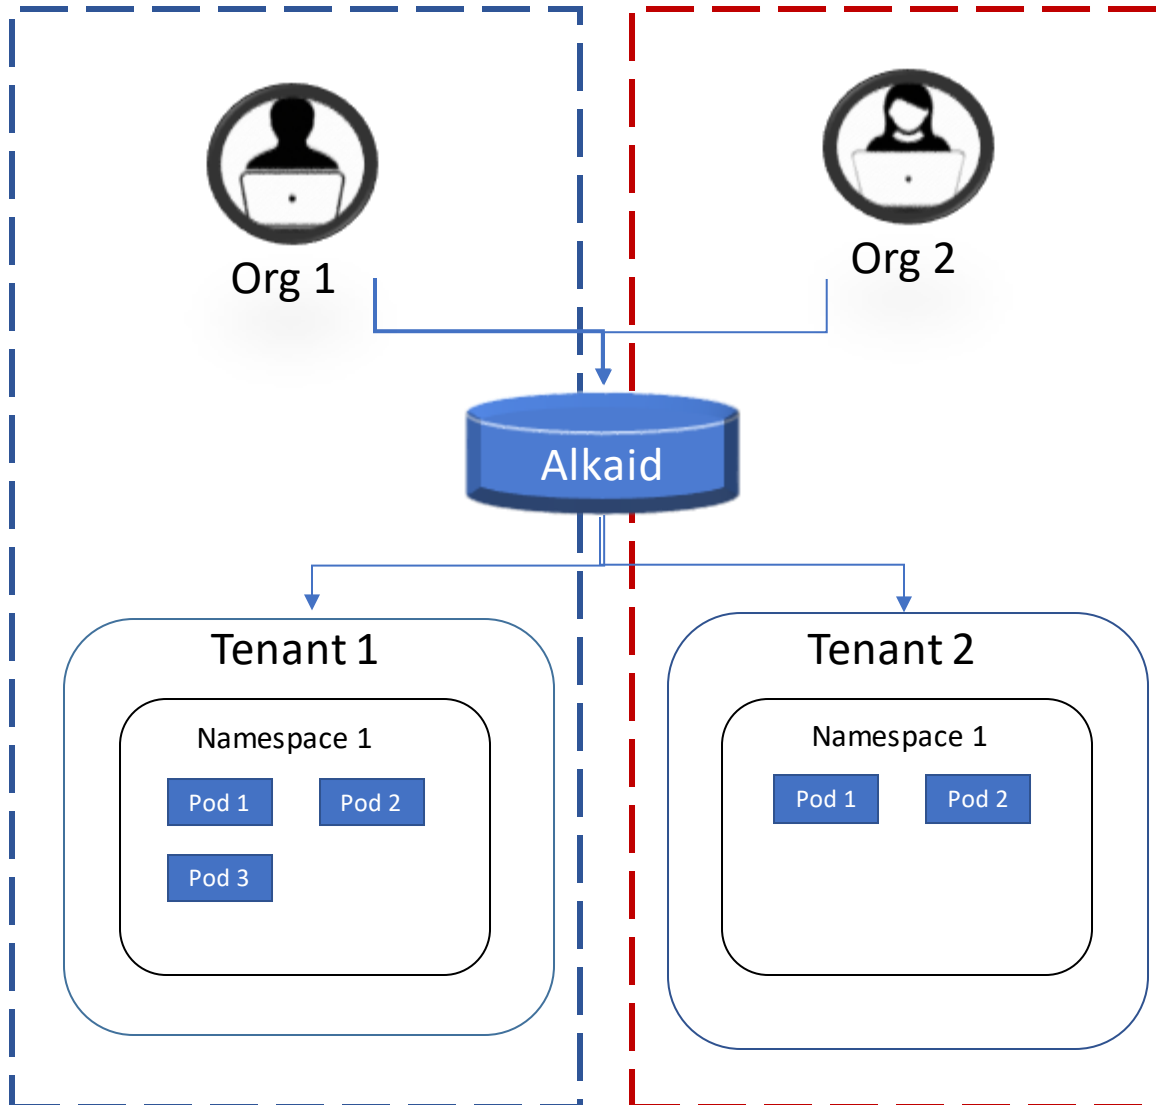 Org 1
Org 2
Alkaid
Tenant 1
Tenant 2
Namespace 1
Namespace 1
Pod 1
Pod 2
Pod 1
Pod 2
Pod 3